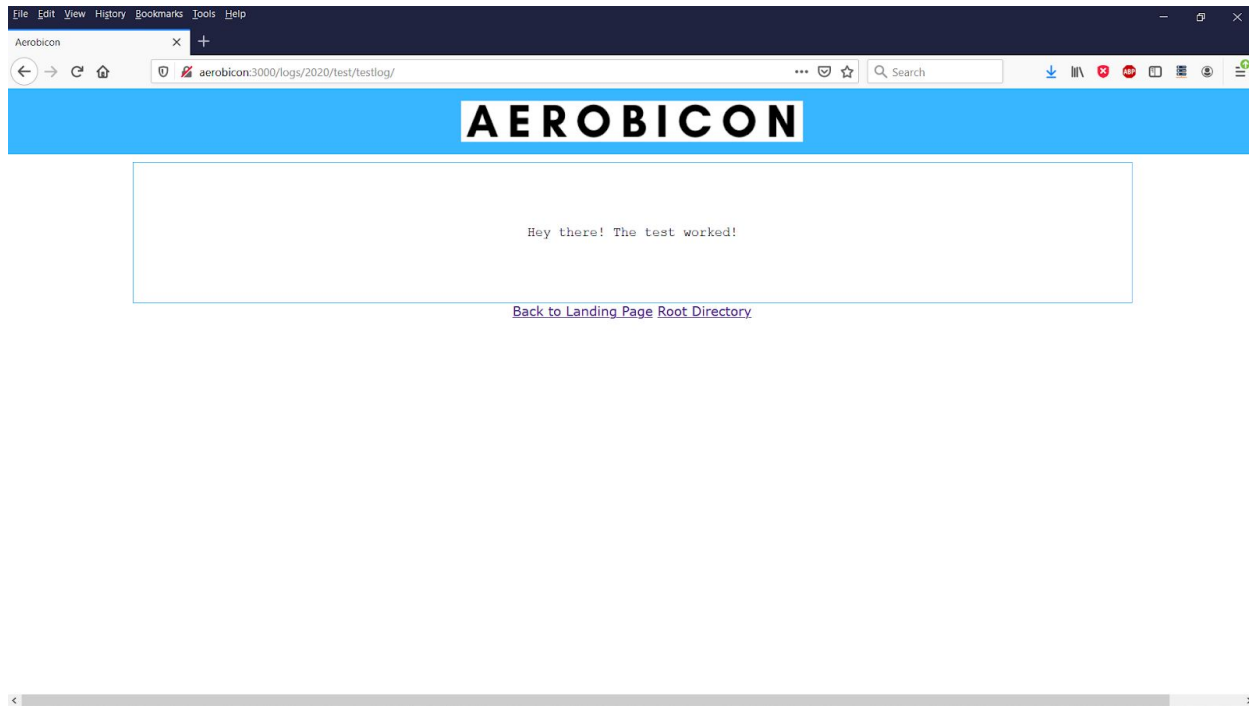 File Edit View History Bookmarks Tools Help
Aerobicon
aerobicon:3000/logs/2020/test/testlog/
Search
ABP
AEROBICON
Hey there! The test worked!
Back to Landing Page Root Directory